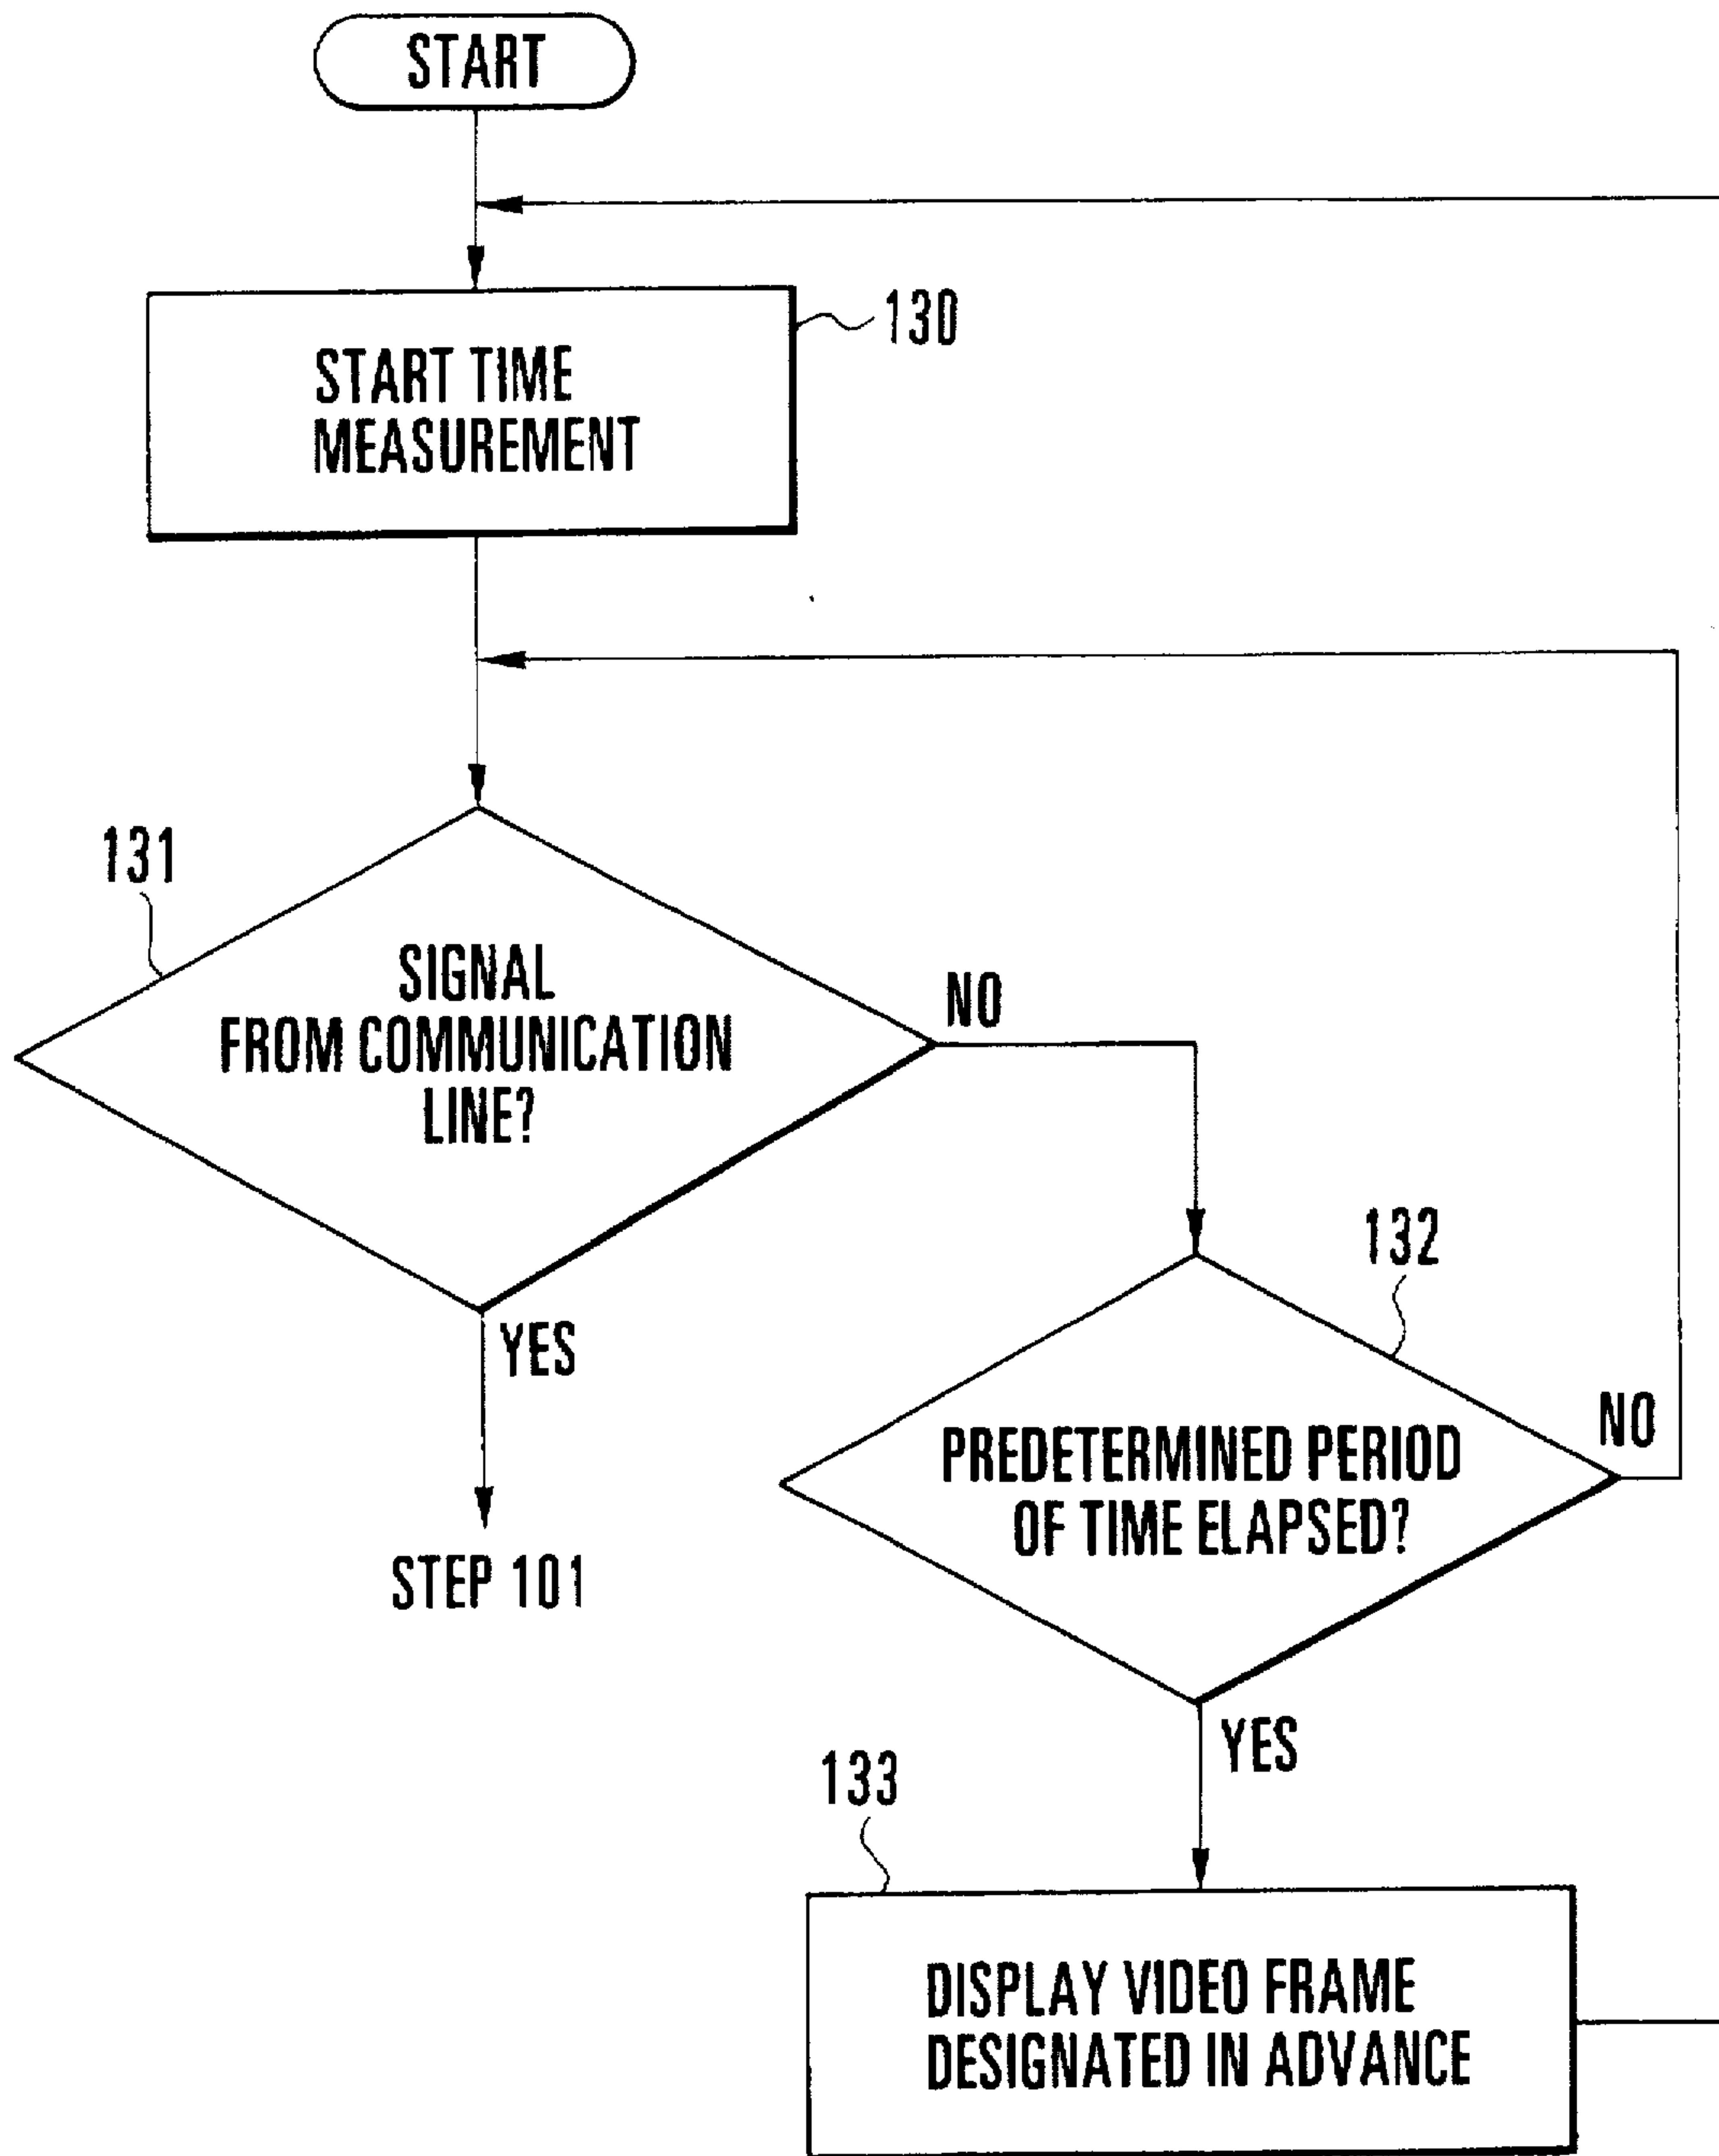 START
130
START TIME
MEASUREMENT
131
SIGNAL
FROM COMMUNICATION
LINE?
NO
YES
STEP 101
132
PREDETERMINED PERIOD
OF TIME ELAPSED?
NO
YES
133
DISPLAY VIDEO FRAME
DESIGNATED IN ADVANCE